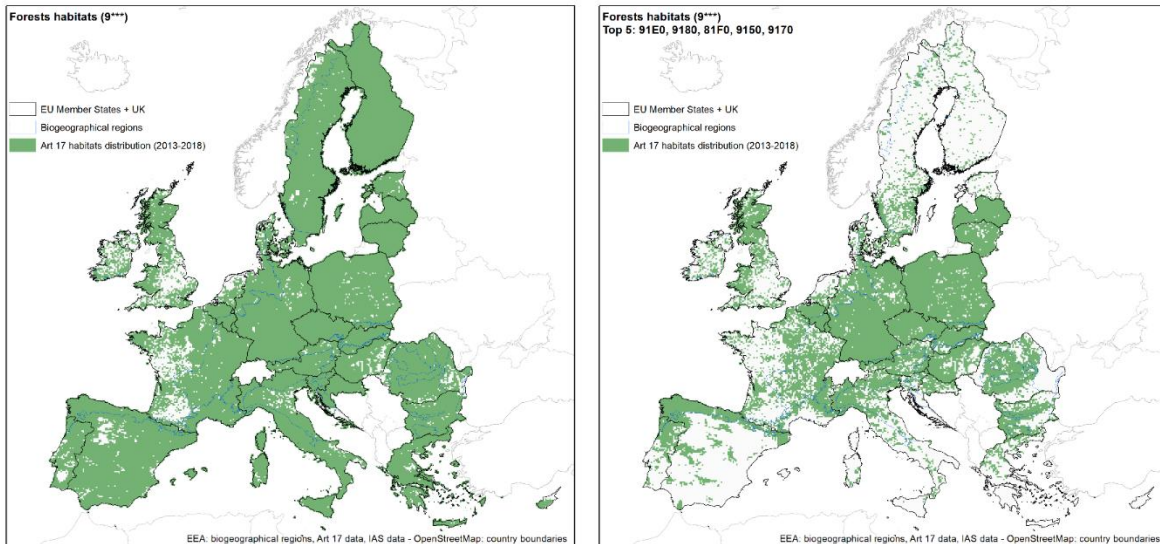 Forests habitats (9***)
EU Member States + UK
Biogeographical regions
Art 17 habitats distribution (2013-2018)
EEA: biogeographical regions, Art 17 data, IAS data - OpenStreetMap: country boundaries
Forests habitats (9***)
Top 5: 91E0, 9180, 81F0, 9150, 9170
EU Member States + UK
Biogeographical regions
Art 17 habitats distribution (2013-2018)
EEA: biogeographical regions, Art 17 data, IAS data - OpenStreetMap: country boundaries